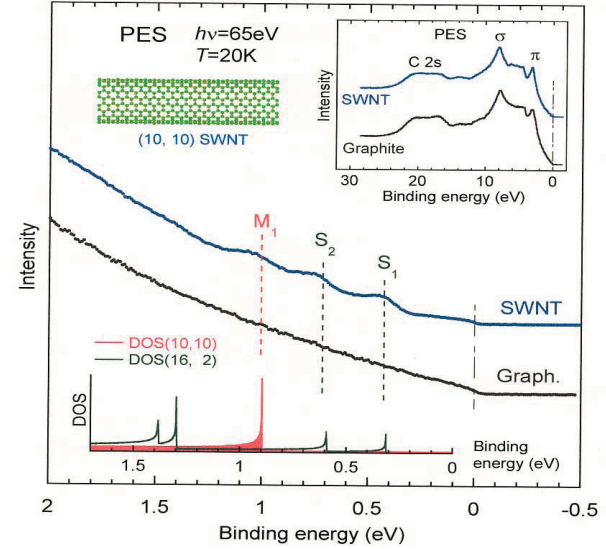 PES hν=65eV
T=20K
(10, 10) SWNT
PES
σ
π
C 2s
SWNT
Graphite
Intensity
30 20 10 0
Binding energy (eV)
M1
S2
S1
SWNT
Graph.
Intensity
DOS(10,10)
DOS(16, 2)
DOS
1.5 1 0.5 0
Binding
energy (eV)
2 1.5 1 0.5 0 -0.5
Binding energy (eV)